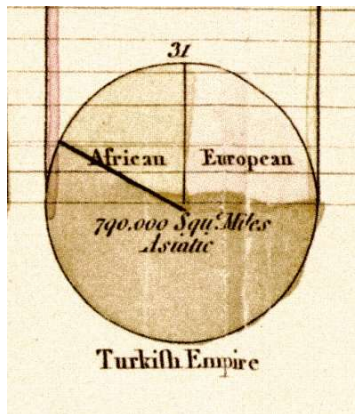 31
African European
790.000 Squ. Miles
Asiatic
Turkiſh Empire